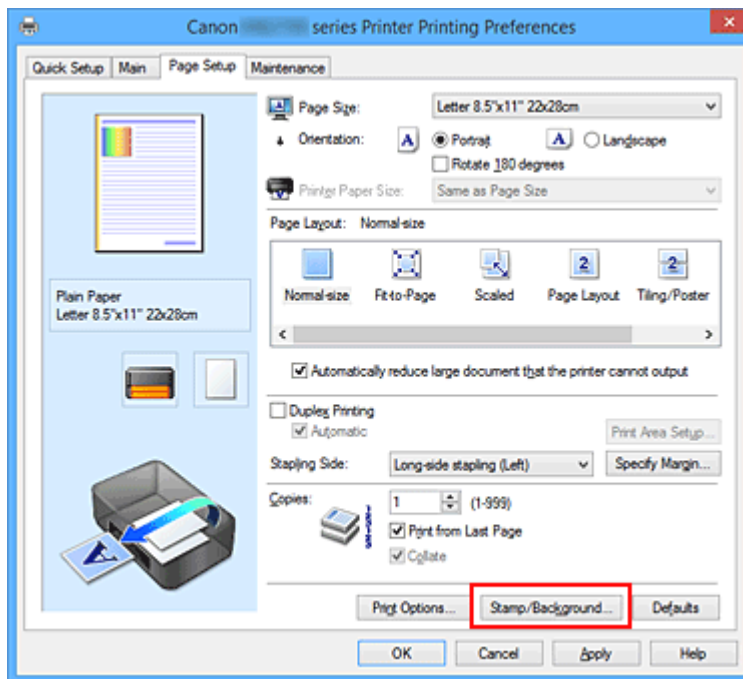 Canon series Printer Printing Preferences
Quick Setup Main Page Setup Maintenance
Page Size: Letter 8.5"x11" 22x28cm
Orientation: A Portrait A Landscape
Rotate 180 degrees
Printer Paper Size: Same as Page Size
Page Layout: Normal-size
2 2
Normal-size Fit-to-Page Scaled Page Layout Tiling/Poster
Plain Paper
Letter 8.5"x11" 22x28cm
Automatically reduce large document that the printer cannot output
Duplex Printing
Automatic
Print Area Setup...
Stapling Side: Long-side stapling (Left) Specify Margin...
Copies: 1 (1-999)
Print from Last Page
Collate
A
Print Options... Stamp/Background... Defaults
OK Cancel Apply Help